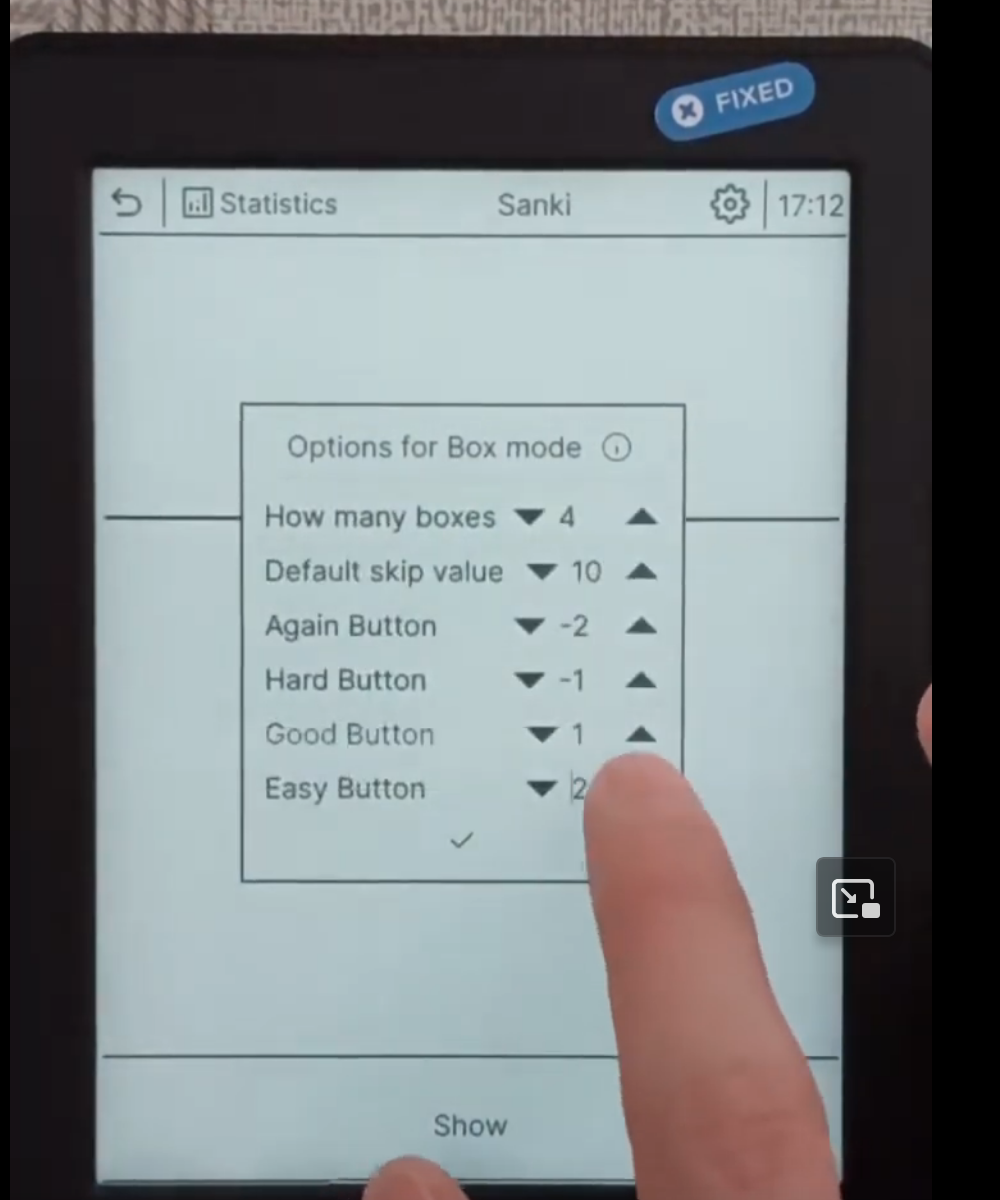 FIXED
Statistics Sanki 17:12
Options for Box mode
How many boxes 4
Default skip value 10
Again Button -2
Hard Button -1
Good Button 1
Easy Button 2
Show